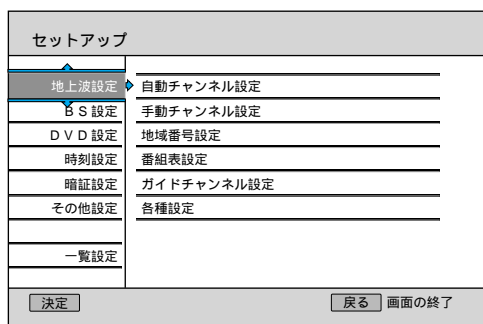 セットアップ
地上波設定 自動チャンネル設定
BS設定 手動チャンネル設定
DVD設定 地域番号設定
時刻設定 番組表設定
暗証設定 ガイドチャンネル設定
その他設定 各種設定
一覧設定
決定 戻る 画面の終了